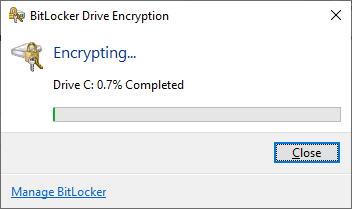 BitLocker Drive Encryption
Encrypting...
Drive C: 0.7% Completed
Close
Manage BitLocker